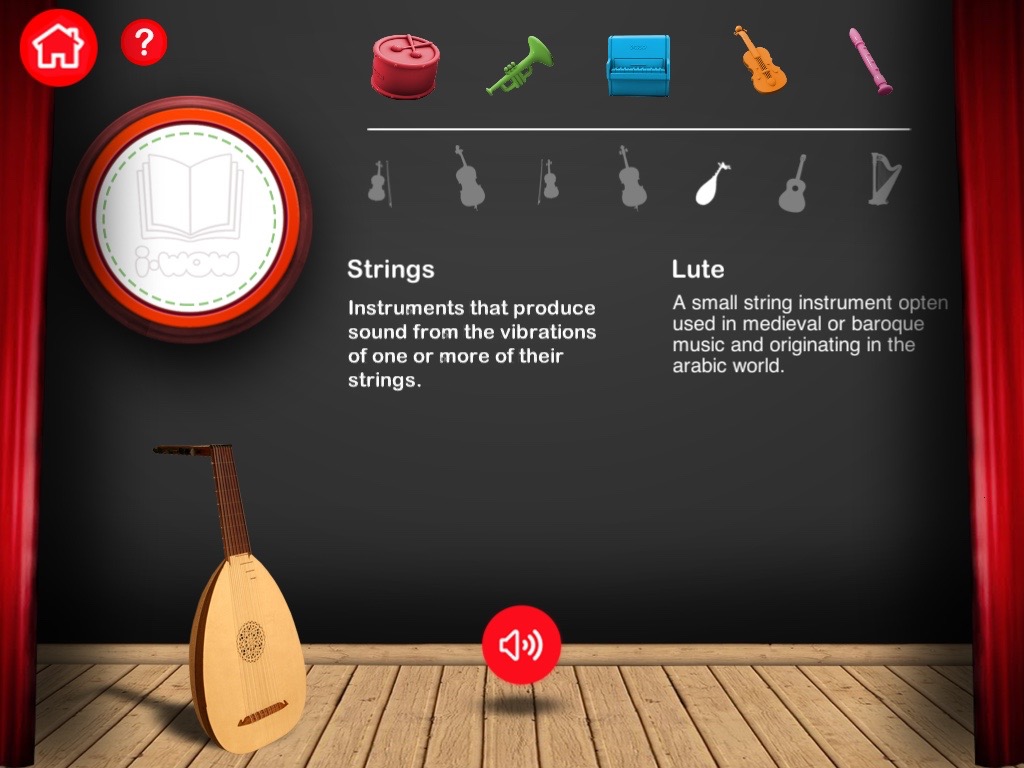 ?
i-wow
Strings
Instruments that produce
sound from the vibrations
of one or more of their
strings.
Lute
A small string instrument opten
used in medieval or baroque
music and originating in the
arabic world.